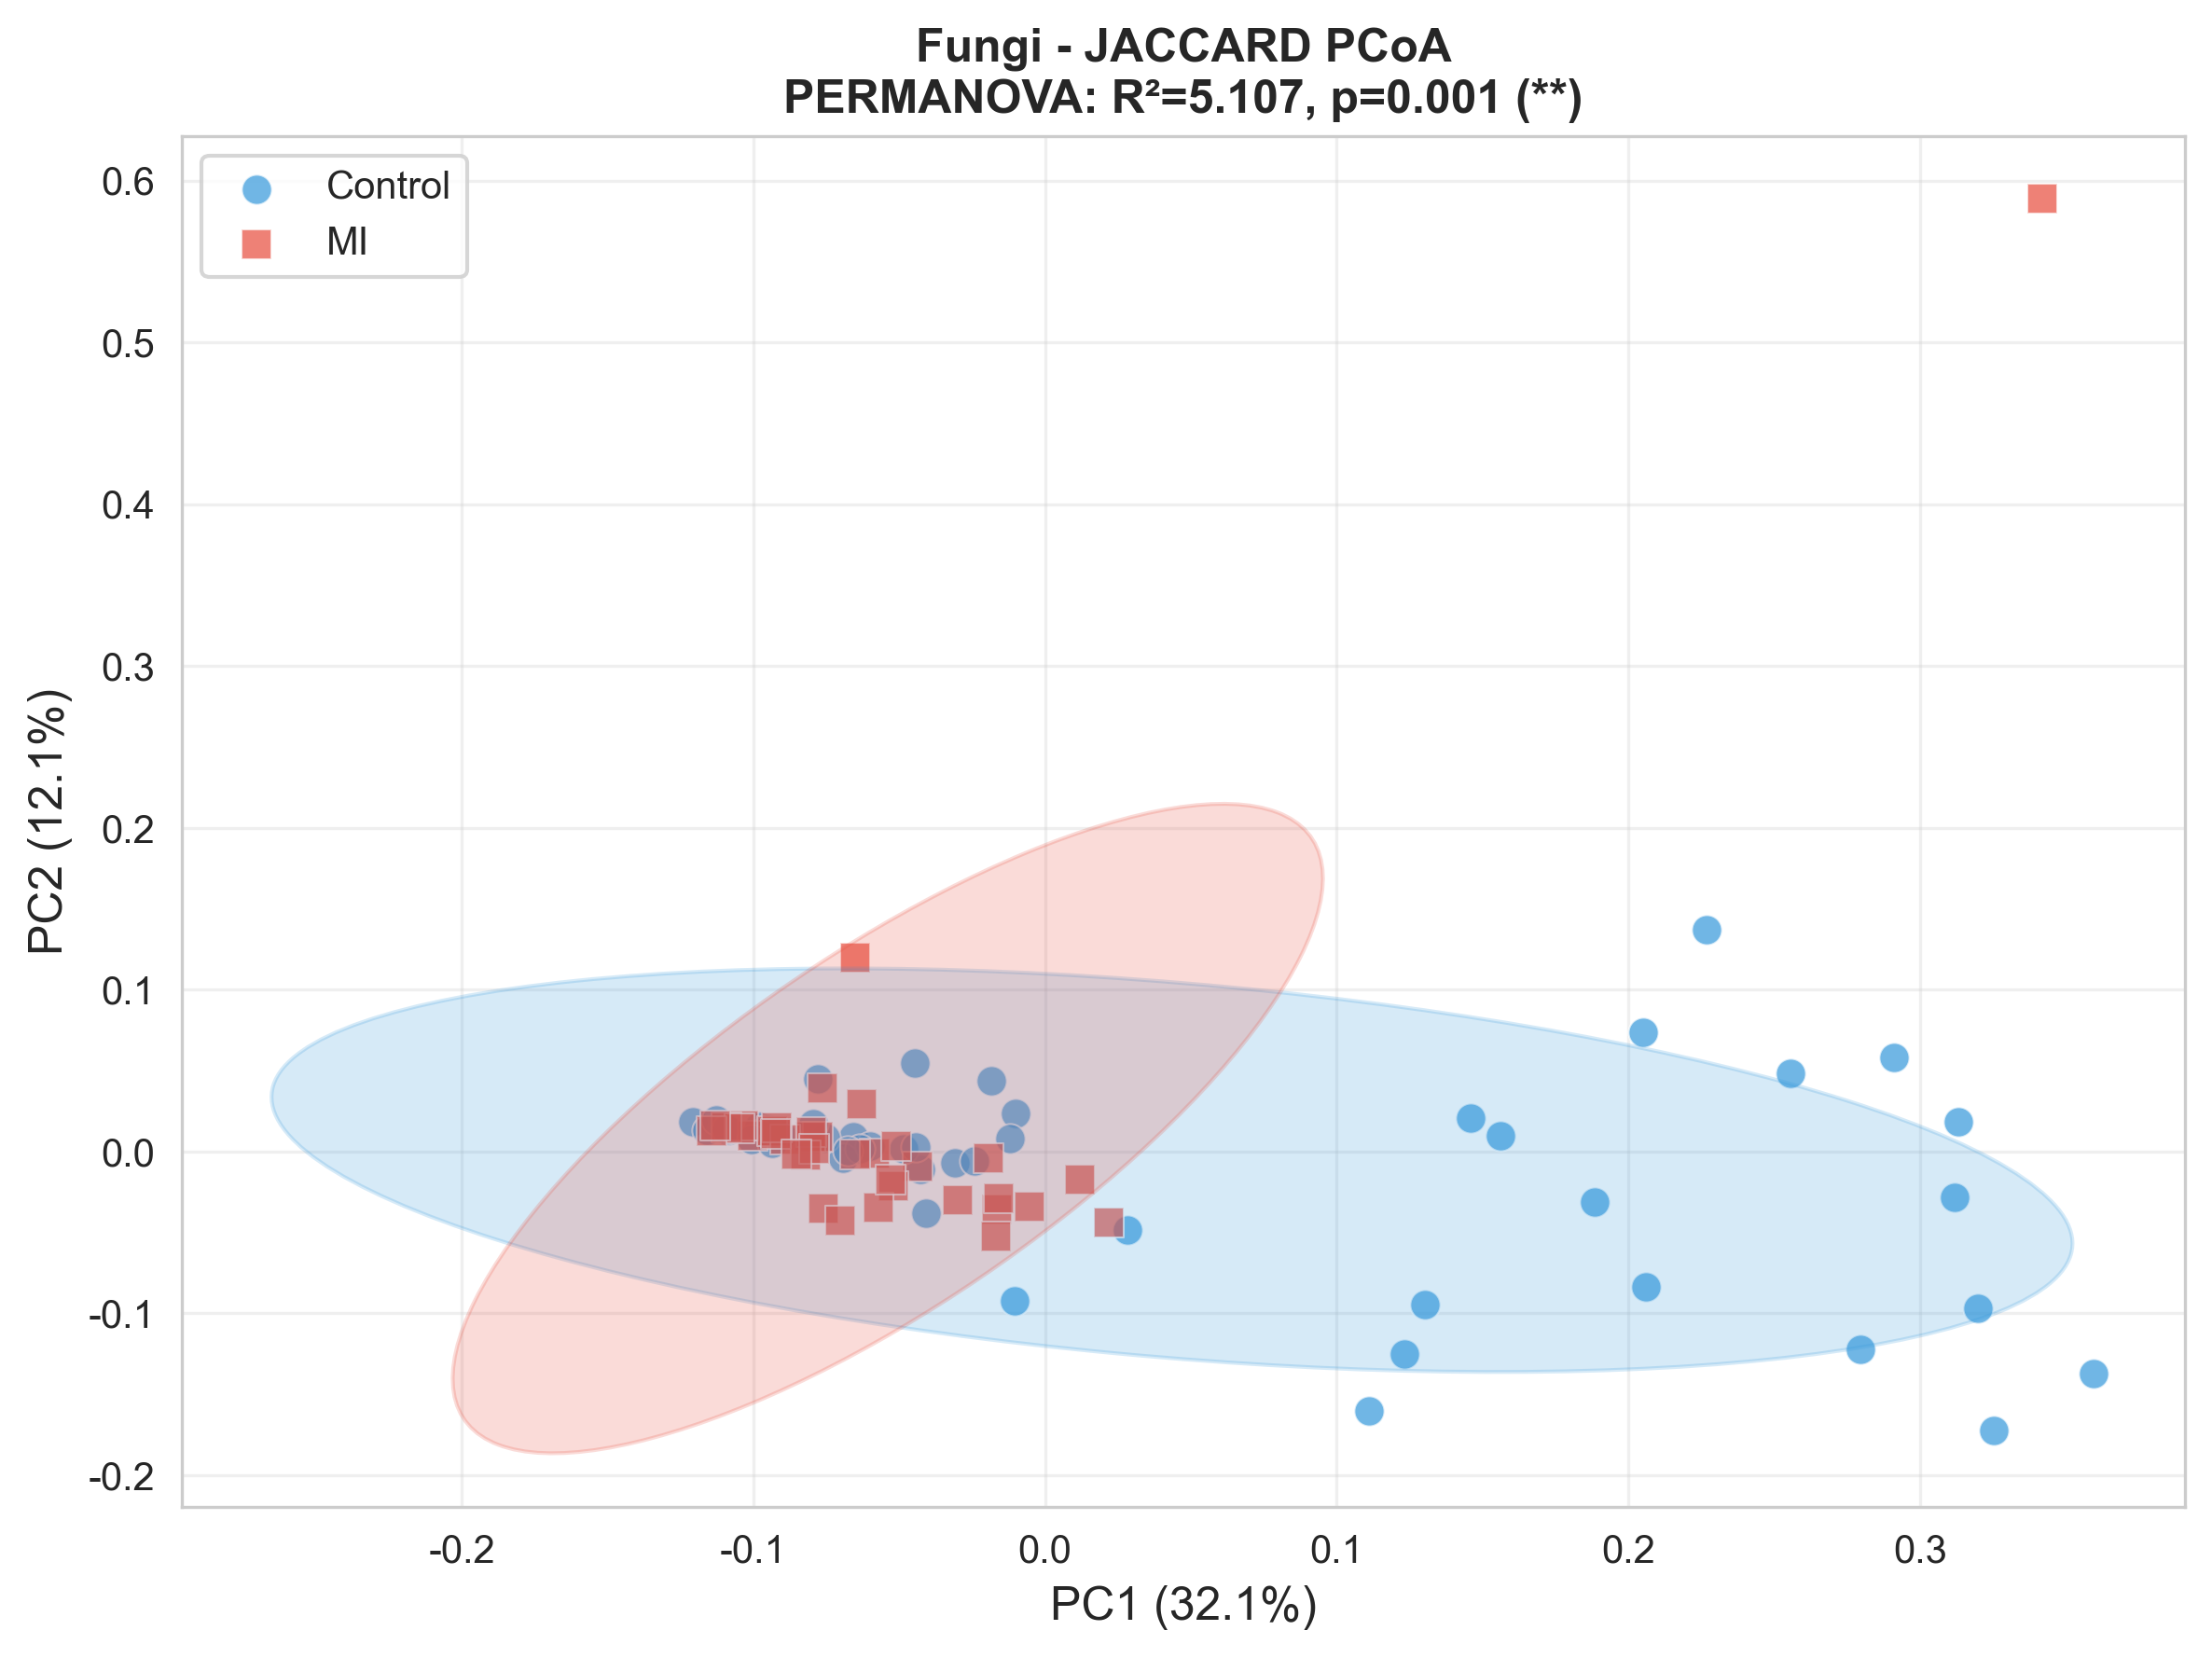 Fungi - JACCARD PCoA
PERMANOVA: R²=5.107, p=0.001 (**)
Control
MI
0.6
0.5
0.4
0.3
0.2
0.1
0.0
-0.1
-0.2
PC2 (12.1%)
-0.2
-0.1
0.0
0.1
0.2
0.3
PC1 (32.1%)